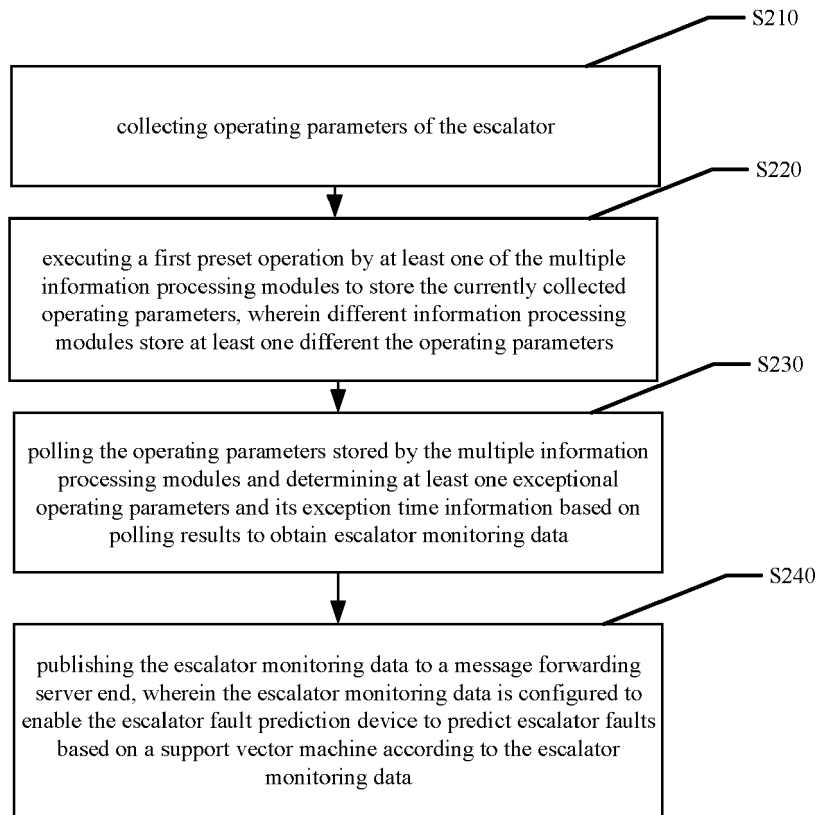 S210
collecting operating parameters of the escalator
S220
executing a first preset operation by at least one of the multiple
information processing modules to store the currently collected
operating parameters, wherein different information processing
modules store at least one different the operating parameters
S230
polling the operating parameters stored by the multiple information
processing modules and determining at least one exceptional
operating parameters and its exception time information based on
polling results to obtain escalator monitoring data
S240
publishing the escalator monitoring data to a message forwarding
server end, wherein the escalator monitoring data is configured to
enable the escalator fault prediction device to predict escalator faults
based on a support vector machine according to the escalator
monitoring data